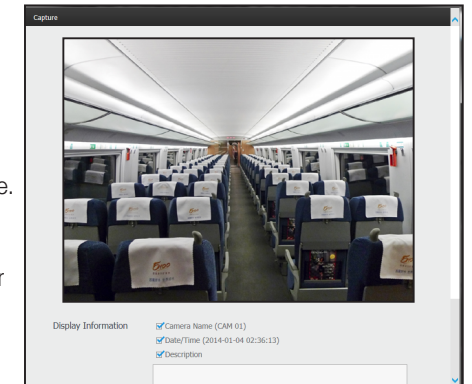 Capture
e.
r
Display Information
Camera Name (CAM 01)
Date/Time (2014-01-04 02:36:13)
Description